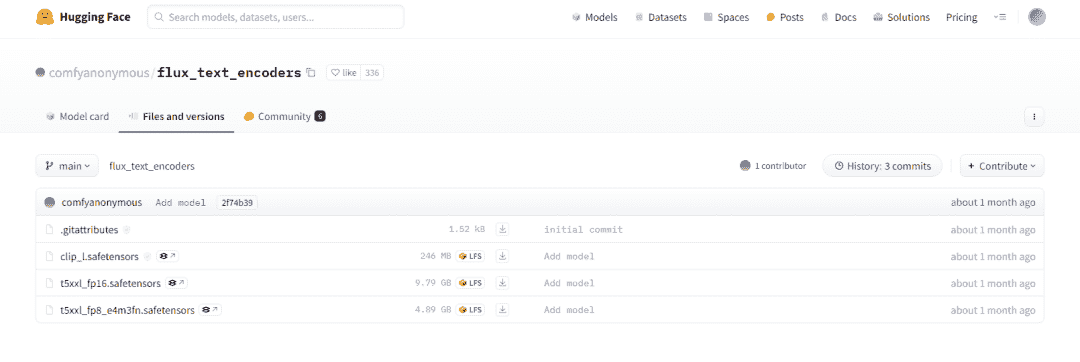 Hugging Face Search models, datasets, users... Models Datasets Spaces Posts Docs Solutions Pricing
comfyanonymous/flux_text_encoders like 336
Model card Files and versions Community 6
main flux_text_encoders 1 contributor History: 3 commits + Contribute
comfyanonymous Add model 2f74b39 about 1 month ago
.gitattributes 1.52 kB initial commit about 1 month ago
clip_l.safetensors 246 MB LFS Add model about 1 month ago
t5xxl_fp16.safetensors 9.79 GB LFS Add model about 1 month ago
t5xxl_fp8_e4m3fn.safetensors 4.89 GB LFS Add model about 1 month ago